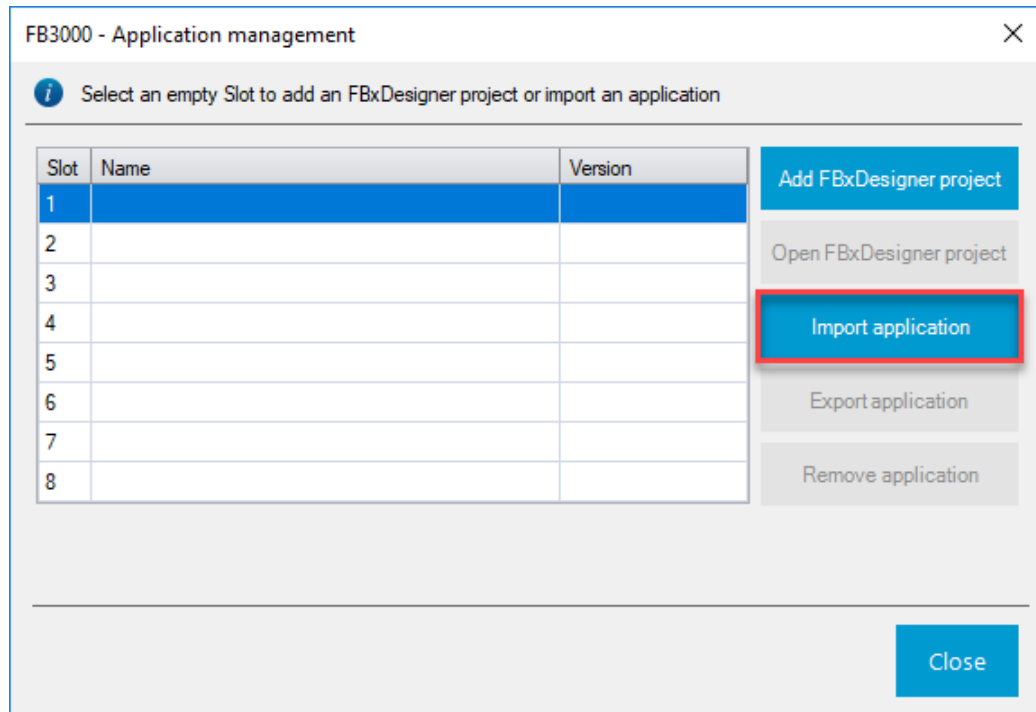 FB3000 - Application management
i Select an empty Slot to add an FBxDesigner project or import an application
Slot Name Version
1
2
3
4
5
6
7
8
Add FBxDesigner project
Open FBxDesigner project
Import application
Export application
Remove application
Close